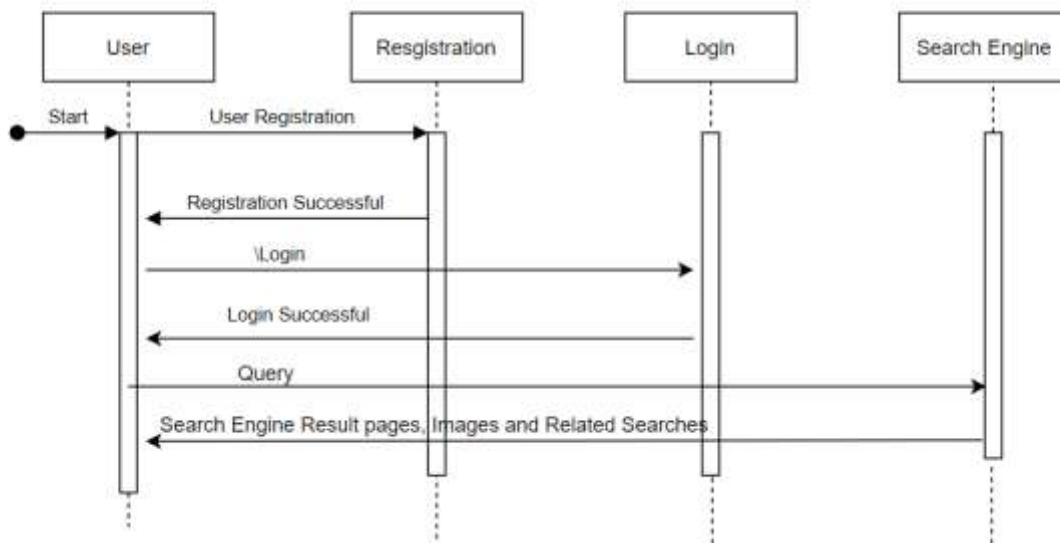 User
Resgistration
Login
Search Engine
Start
User Registration
Registration Successful
\Login
Login Successful
Query
Search Engine Result pages, Images and Related Searches